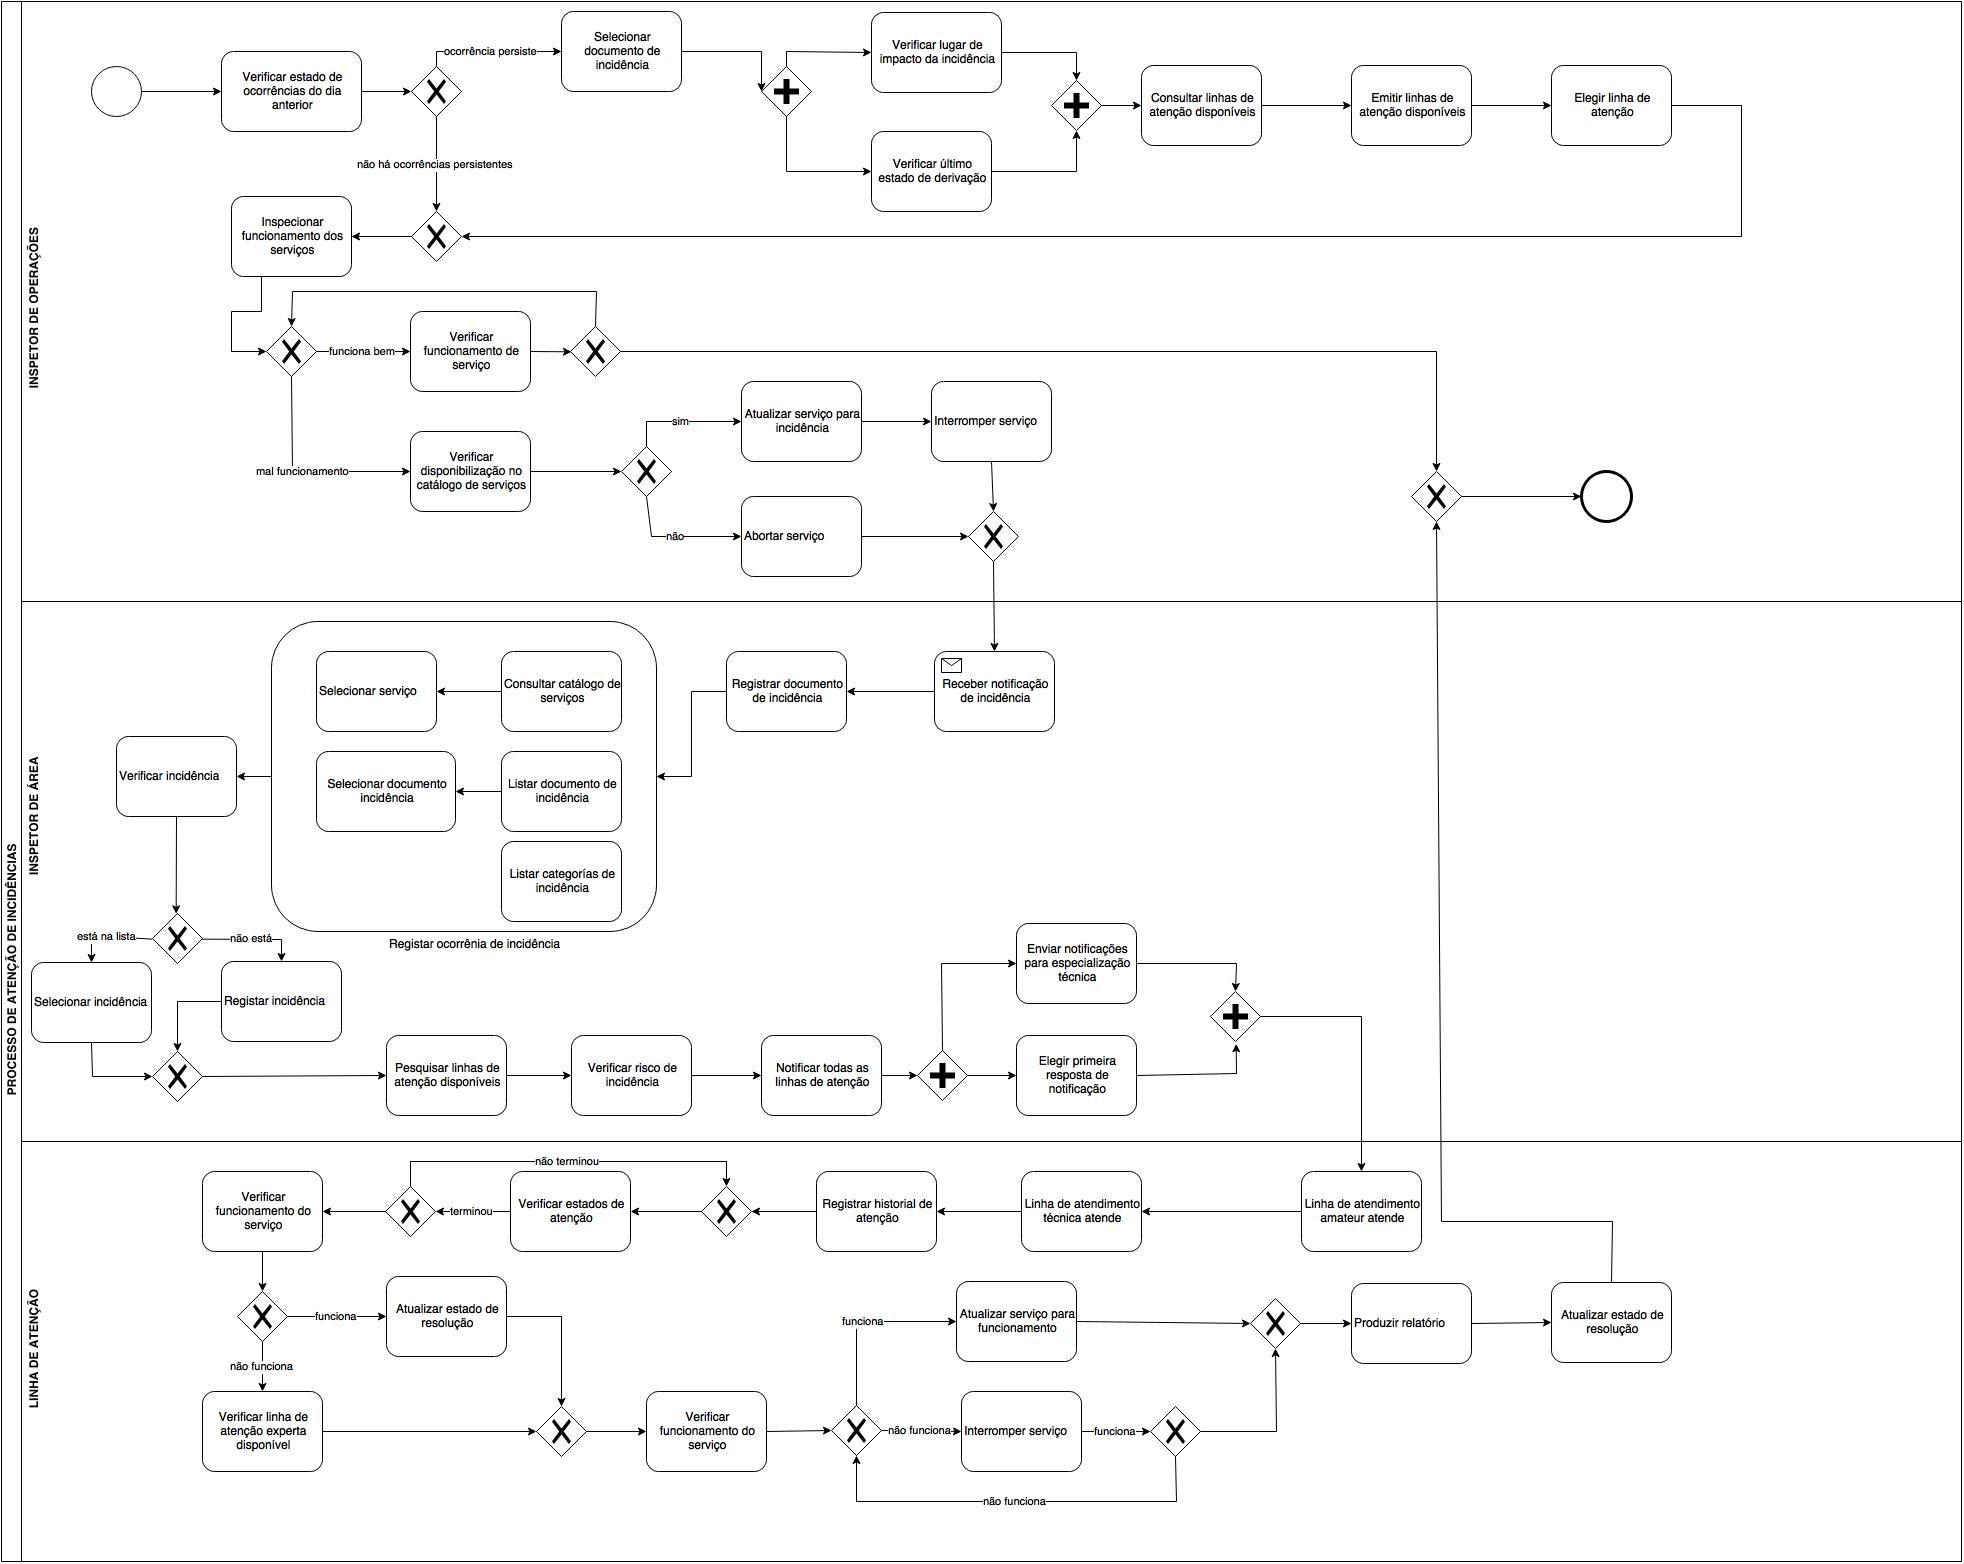 PROCESSO DE ATENÇÃO DE INCIDÊNCIAS
INSPETOR DE OPERAÇÕES
Verificar estado de
ocorrências do dia
anterior
ocorrência persiste
não há ocorrências persistentes
Selecionar
documento de
incidência
Verificar lugar de
impacto da incidência
Verificar último
estado de derivação
Consultar linhas de
atenção disponíveis
Emitir linhas de
atenção disponíveis
Elegir linha de
atenção
Inspecionar
funcionamento dos
serviços
funciona bem
Verificar
funcionamento de
serviço
mal funcionamento
Verificar
disponibilização no
catálogo de serviços
sim
Atualizar serviço para
incidência
Interromper serviço
não
Abortar serviço
INSPETOR DE ÁREA
Receber notificação
de incidência
Registrar documento
de incidência
Consultar catálogo de
serviços
Selecionar serviço
Listar documento de
incidência
Selecionar documento
incidência
Listar categorías de
incidência
Registar ocorrênia de incidência
Verificar incidência
está na lista
não está
Selecionar incidência
Registar incidência
Pesquisar linhas de
atenção disponíveis
Verificar risco de
incidência
Notificar todas as
linhas de atenção
Enviar notificações
para especialização
técnica
Elegir primeira
resposta de
notificação
LINHA DE ATENÇÃO
Linha de atendimento
amateur atende
Linha de atendimento
técnica atende
Registrar historial de
atenção
não terminou
Verificar estados de
atenção
terminou
Verificar
funcionamento do
serviço
funciona
Atualizar estado de
resolução
não funciona
Verificar linha de
atenção experta
disponível
Verificar
funcionamento do
serviço
funciona
Atualizar serviço para
funcionamento
não funciona
Interromper serviço
funciona
não funciona
Produzir relatório
Atualizar estado de
resolução